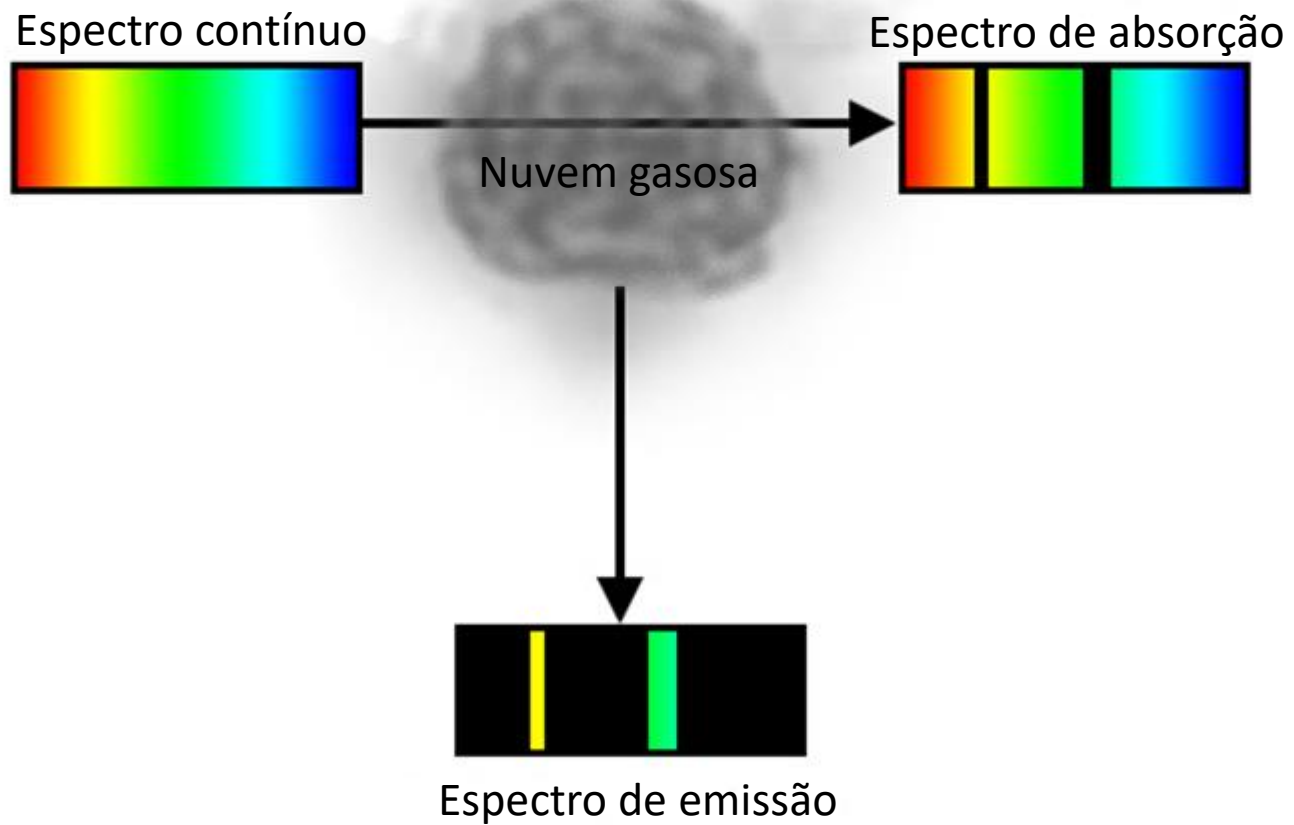 Espectro contínuo
Espectro de absorção
Nuvem gasosa
Espectro de emissão